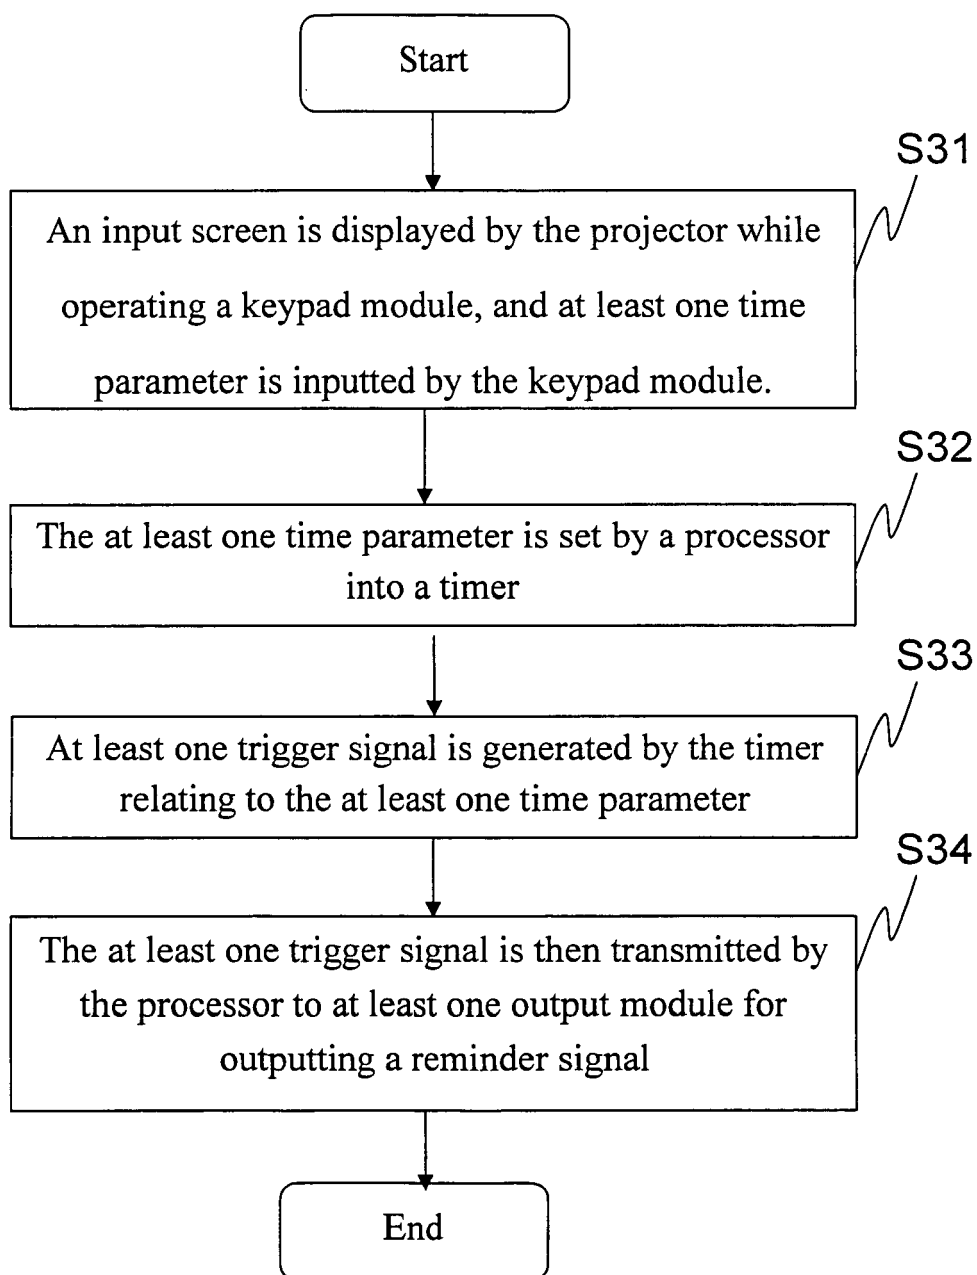 Start
S31
An input screen is displayed by the projector while
operating a keypad module, and at least one time
parameter is inputted by the keypad module.
S32
The at least one time parameter is set by a processor
into a timer
S33
At least one trigger signal is generated by the timer
relating to the at least one time parameter
S34
The at least one trigger signal is then transmitted by
the processor to at least one output module for
outputting a reminder signal
End